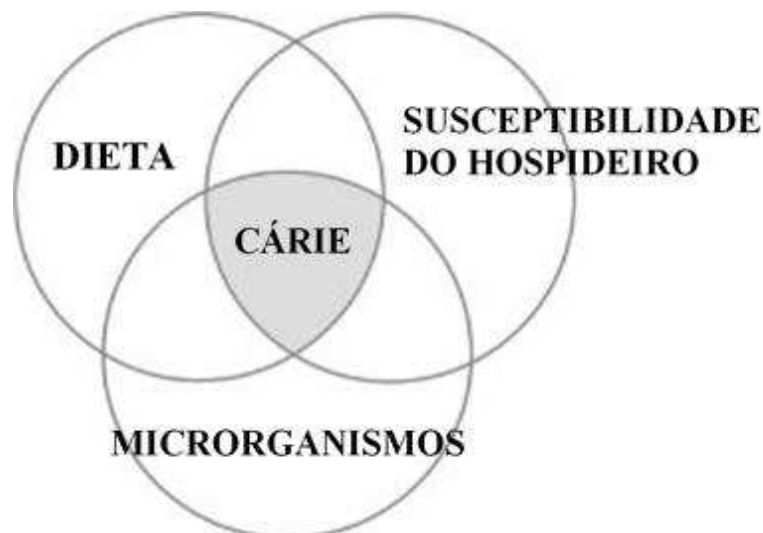 DIETA
SUSCEPTIBILIDADE
DO HOSPIDEIRO
CÁRIE
MICRORGANISMOS